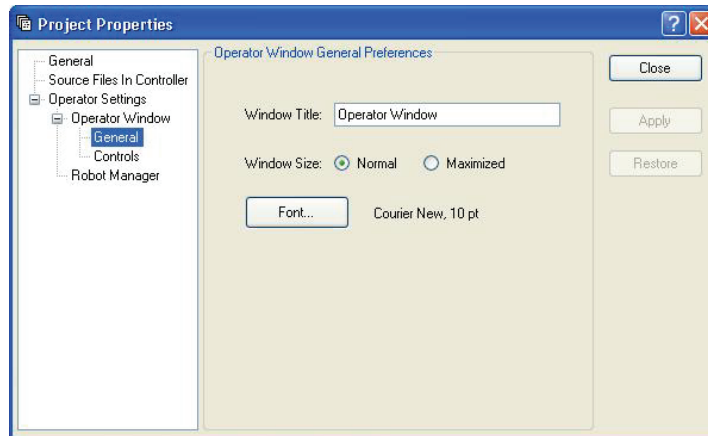 Project Properties
General
Source Files In Controller
Operator Settings
Operator Window
General
Controls
Robot Manager
Operator Window General Preferences
Window Title: Operator Window
Window Size: Normal Maximized
Font... Courier New, 10 pt
Close
Apply
Restore